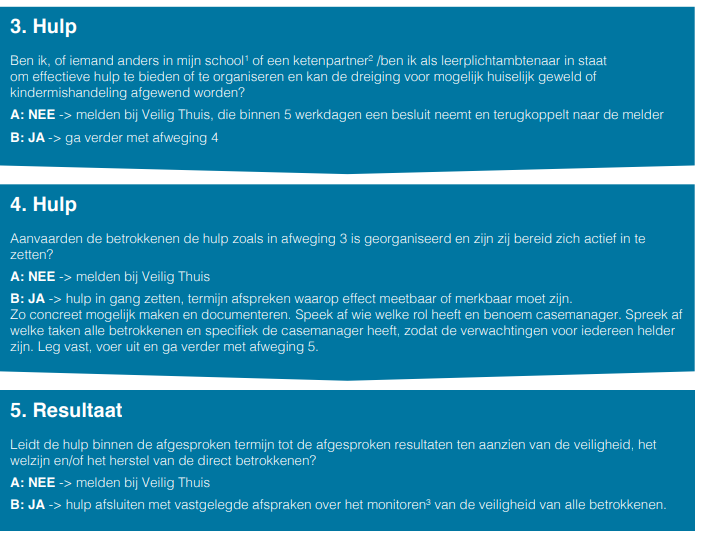 3. Hulp
Ben ik, of iemand anders in mijn school¹ of een ketenpartner² /ben ik als leerplichtambtenaar in staat
om effectieve hulp te bieden of te organiseren en kan de dreiging voor mogelijk huiselijk geweld of
kindermishandeling afgewend worden?
A: NEE -> melden bij Veilig Thuis, die binnen 5 werkdagen een besluit neemt en terugkoppelt naar de melder
B: JA -> ga verder met afweging 4
4. Hulp
Aanvaarden de betrokkenen de hulp zoals in afweging 3 is georganiseerd en zijn zij bereid zich actief in te
zetten?
A: NEE -> melden bij Veilig Thuis
B: JA -> hulp in gang zetten, termijn afspreken waarop effect meetbaar of merkbaar moet zijn.
Zo concreet mogelijk maken en documenteren. Speek af wie welke rol heeft en benoem casemanager. Spreek af
welke taken alle betrokkenen en specifiek de casemanager heeft, zodat de verwachtingen voor iedereen helder
zijn. Leg vast, voer uit en ga verder met afweging 5.
5. Resultaat
Leidt de hulp binnen de afgesproken termijn tot de afgesproken resultaten ten aanzien van de veiligheid, het
welzijn en/of het herstel van de direct betrokkenen?
A: NEE -> melden bij Veilig Thuis
B: JA -> hulp afsluiten met vastgelegde afspraken over het monitoren³ van de veiligheid van alle betrokkenen.